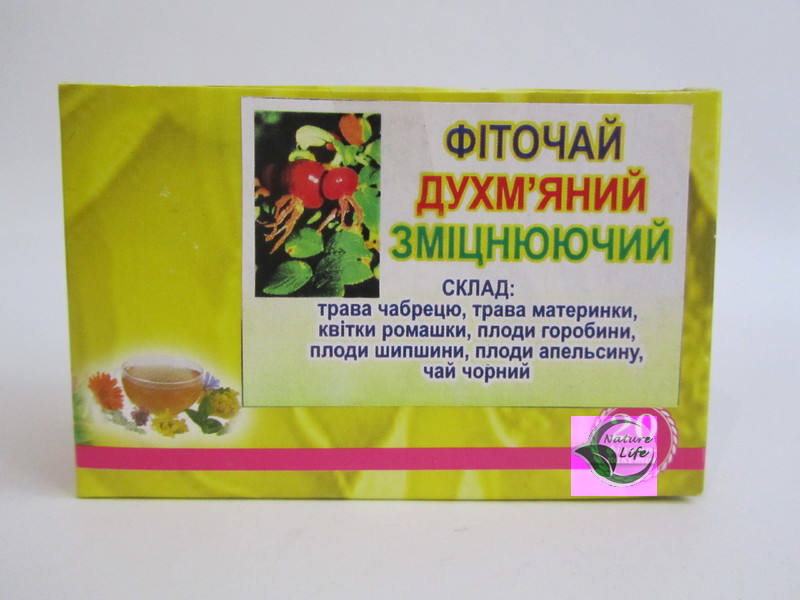 ФІТОЧАЙ
ДУХМ’ЯНИЙ
ЗМІЦНЮЮЧИЙ
СКЛАД:
трава чабрецю, трава материнки,
квітки ромашки, плоди горобини,
плоди шипшини, плоди апельсину,
чай чорний
20
Nature
Life